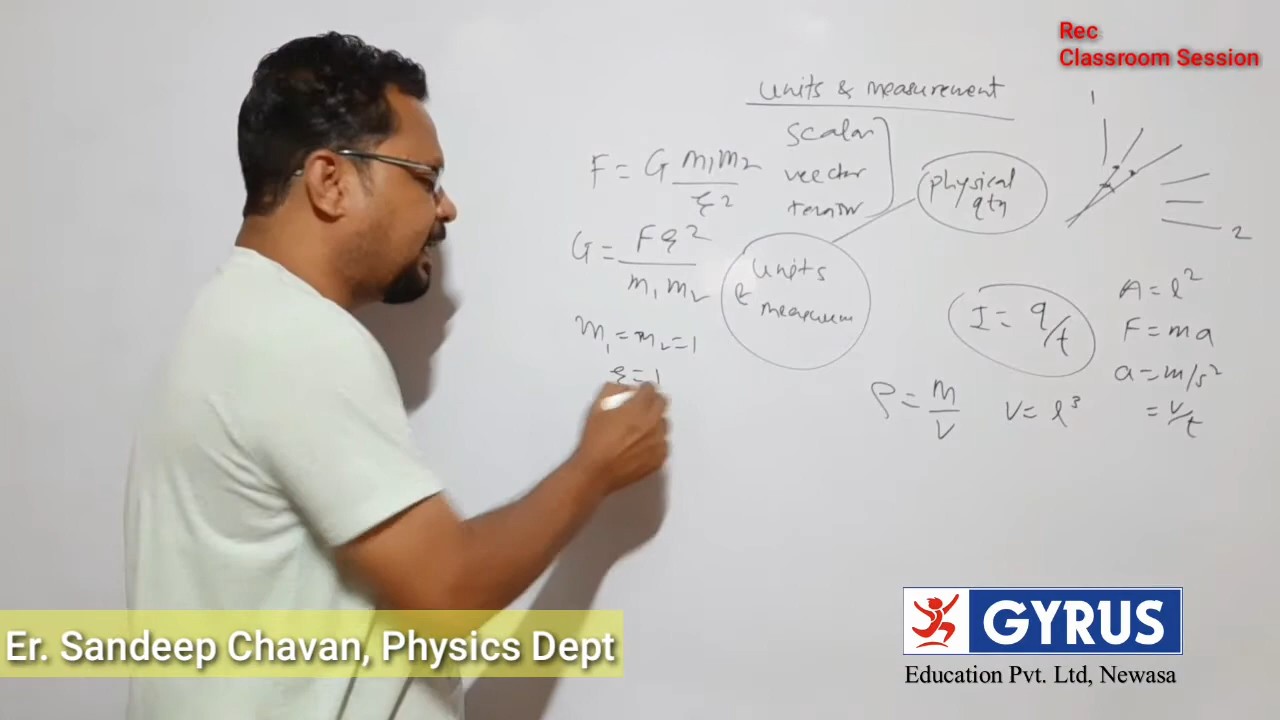 Rec
Classroom Session
Units & measurement
scalar
vector
tensor
physical
qty
units
&
F = G m₁m₂/r²
G = Fr²/m₁m₂
m₁ = m₂ = 1
r = 1
1
2
I = q/t
A = l²
F = ma
a = m/s²
= v/t
ρ = m/v
V = l³
GYRUS
Education Pvt. Ltd, Newasa
Er. Sandeep Chavan, Physics Dept